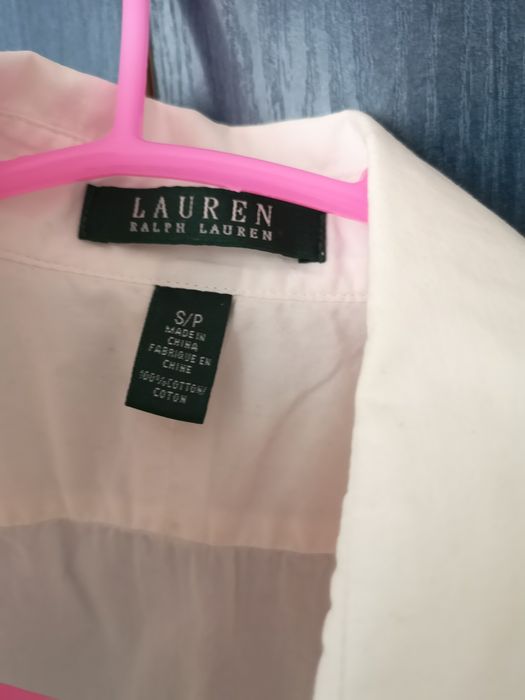 LAUREN
RALPH LAUREN
S/P
MADE IN
CHINA
FABRIQUE EN
CHINE
100%COTTON/
COTON